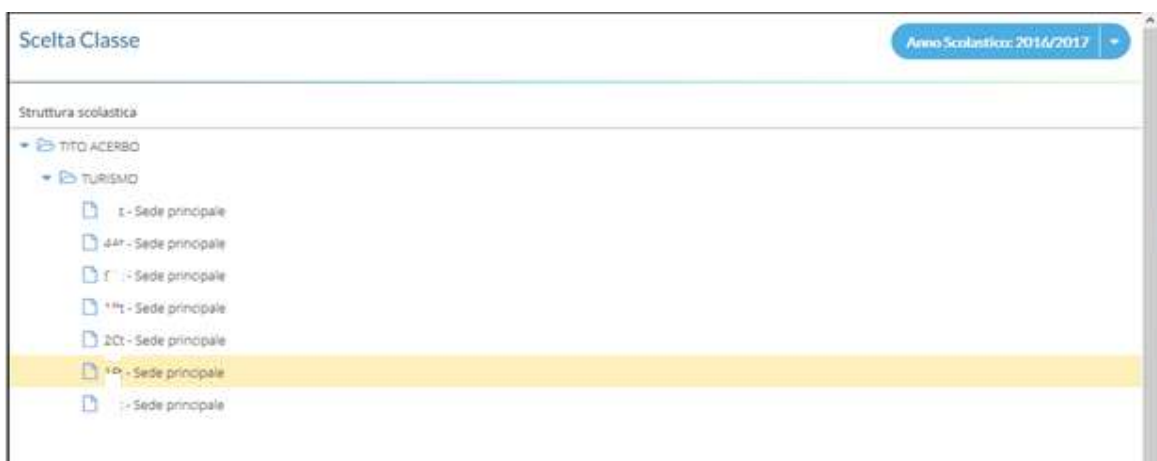 Scelta Classe
Anno Scolastico: 2016/2017
Struttura scolastica
TITO ACERBO
TURISMO
- Sede principale
- Sede principale
- Sede principale
- Sede principale
2Ct - Sede principale
- Sede principale
- Sede principale